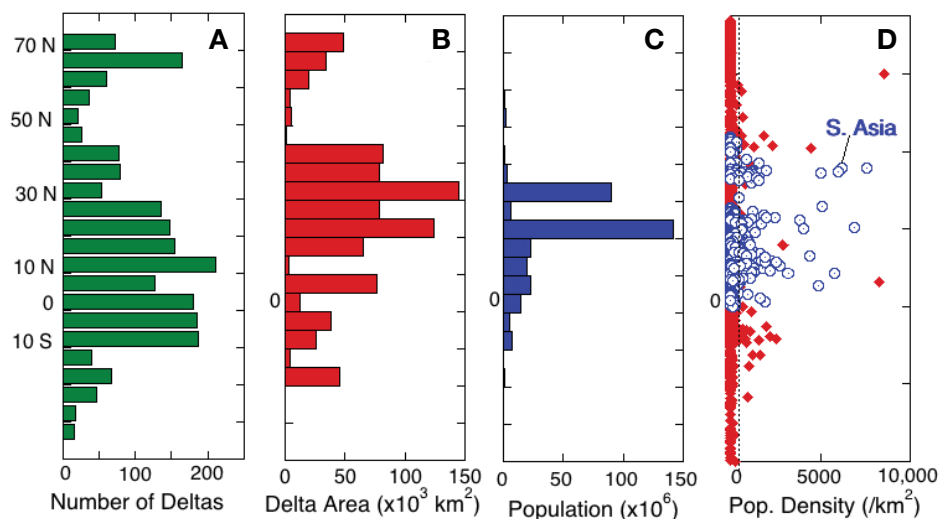 A
B
C
D
70 N
50 N
30 N
10 N
0
10 S
0
0
0
S. Asia
0 100 200
0 50 100 150
0 50 100 150
0 5000 10,000
Number of Deltas
Delta Area (x10³ km²)
Population (x10⁶)
Pop. Density (/km²)